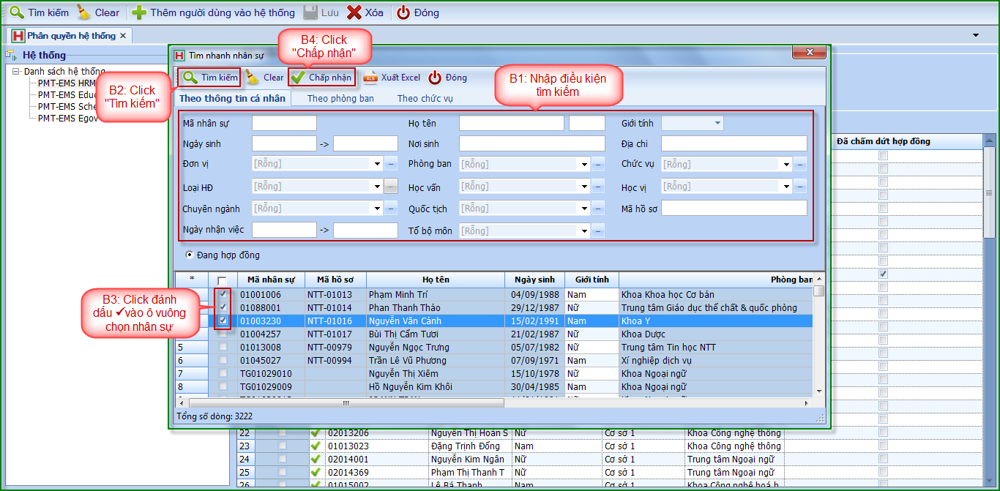 Tìm kiếm Clear Thêm người dùng vào hệ thống Lưu Xóa Đóng
Phân quyền hệ thống
Hệ thống
Danh sách hệ thống
PMT-EMS HRM
PMT-EMS Educ
PMT-EMS Sche
PMT-EMS Egov
B4: Click
"Chấp nhận"
Tìm nhanh nhân sự
Tìm kiếm Clear Chấp nhận Xuất Excel Đóng
B2: Click
"Tìm kiếm"
B1: Nhập điều kiện
tìm kiếm
Theo thông tin cá nhân Theo phòng ban Theo chức vụ
Mã nhân sự Họ tên Giới tính
Ngày sinh -> Nơi sinh Địa chỉ
Đơn vị [Rỗng] Phòng ban [Rỗng] Chức vụ [Rỗng]
Loại HĐ [Rỗng] Học vấn [Rỗng] Học vị [Rỗng]
Chuyên ngành [Rỗng] Quốc tịch [Rỗng] Mã hồ sơ
Ngày nhận việc -> Tổ bộ môn [Rỗng]
Đang hợp đồng
Đã chấm dứt hợp đồng
* Mã nhân sự Mã hồ sơ Họ tên Ngày sinh Giới tính Phòng ban
01001006 NTT-01013 Phạm Minh Trí 04/09/1988 Nam Khoa Khoa học Cơ bản
01088001 NTT-01014 Phan Thanh Thảo 29/12/1987 Nữ Trung tâm Giáo dục thể chất & quốc phòng
01003230 NTT-01016 Nguyễn Văn Cảnh 15/02/1991 Nam Khoa Y
01004257 NTT-01017 Bùi Thị Cẩm Tươi 21/02/1987 Nữ Khoa Dược
5 01013008 NTT-00979 Nguyễn Ngọc Trưng 05/07/1982 Nữ Trung tâm Tin học NTT
6 01045027 NTT-00994 Trần Lê Vũ Phương 07/09/1971 Nam Xí nghiệp dịch vụ
7 TG01029010 Nguyễn Thị Xiêm 15/10/1978 Nữ Khoa Ngoại ngữ
8 TG01029009 Hồ Nguyễn Kim Khôi 30/04/1985 Nam Khoa Ngoại ngữ
B3: Click đánh
dấu ✓vào ô vuông
chọn nhân sự
Tổng số dòng: 3222
22 02013206 Nguyễn Thị Hoàn S Nữ Cơ sở 1 Khoa Công nghệ thông
23 01013023 Đặng Trịnh Đồng Nam Cơ sở 1 Khoa Công nghệ thông
24 02014001 Nguyễn Kim Ngân Nữ Cơ sở 1 Trung tâm Ngoại ngữ
25 02014369 Phạm Thị Thanh T Nữ Cơ sở 1 Trung tâm Ngoại ngữ
26 01015002 Lê Bá Thanh Nam Cơ sở 1